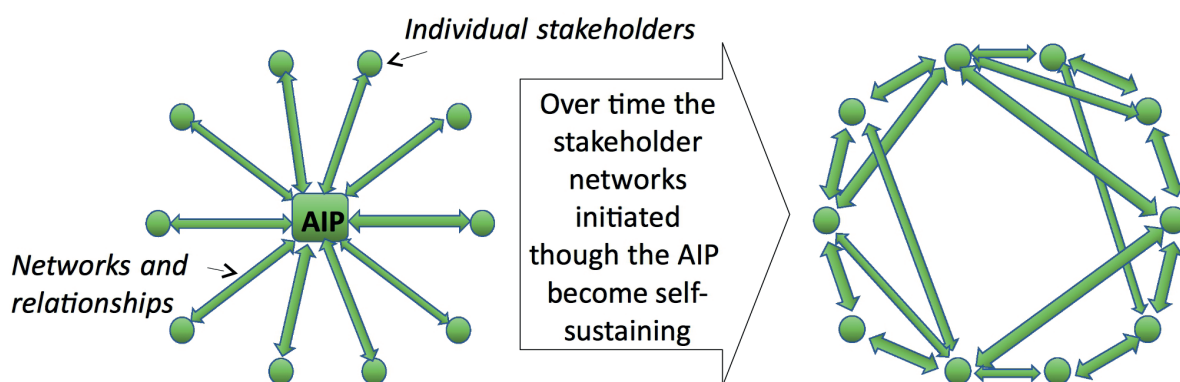 Individual stakeholders
AIP
Networks and
relationships
Over time the
stakeholder
networks
initiated
though the AIP
become self-
sustaining